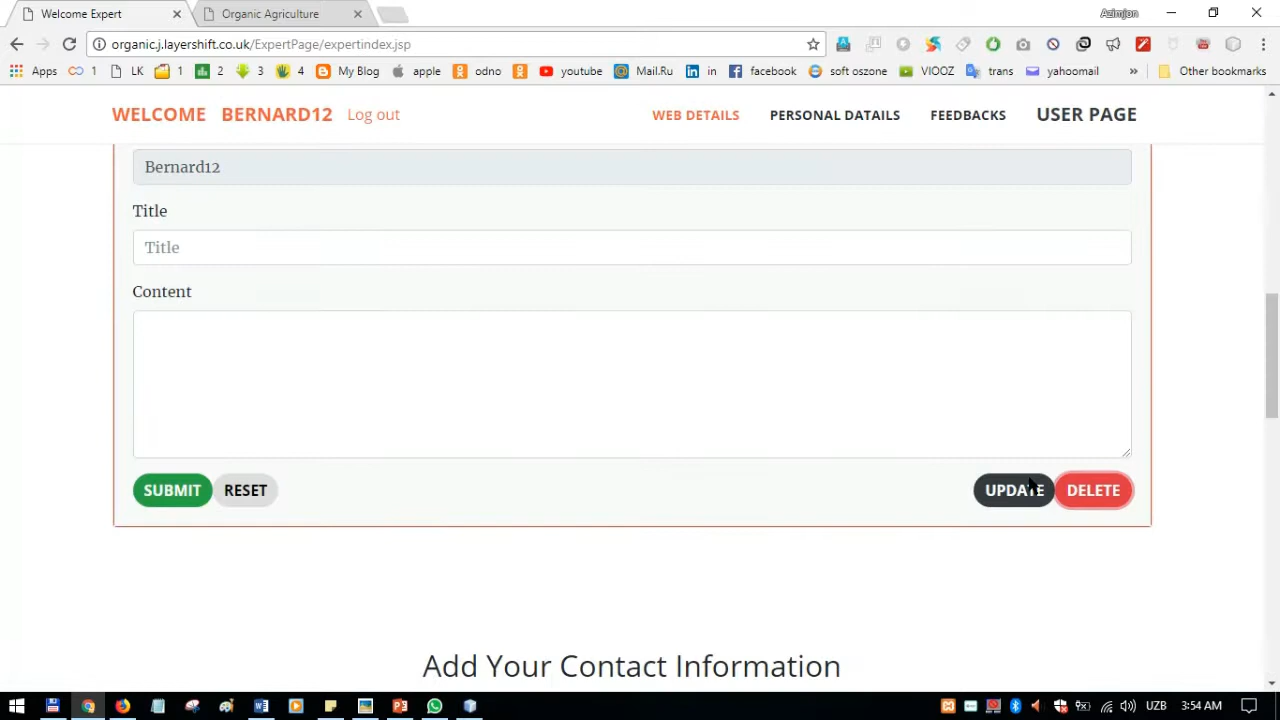 Welcome Expert
Organic Agriculture
Azimjon
organic.j.layershift.co.uk/ExpertPage/expertindex.jsp
Apps 1 LK 1 2 3 4 My Blog apple odno youtube Mail.Ru in facebook soft oszone VIOOZ trans yahoomail » Other bookmarks
WELCOME BERNARD12 Log out WEB DETAILS PERSONAL DATAILS FEEDBACKS USER PAGE
Bernard12
Title
Title
Content
SUBMIT RESET UPDATE DELETE
Add Your Contact Information
UZB 3:54 AM